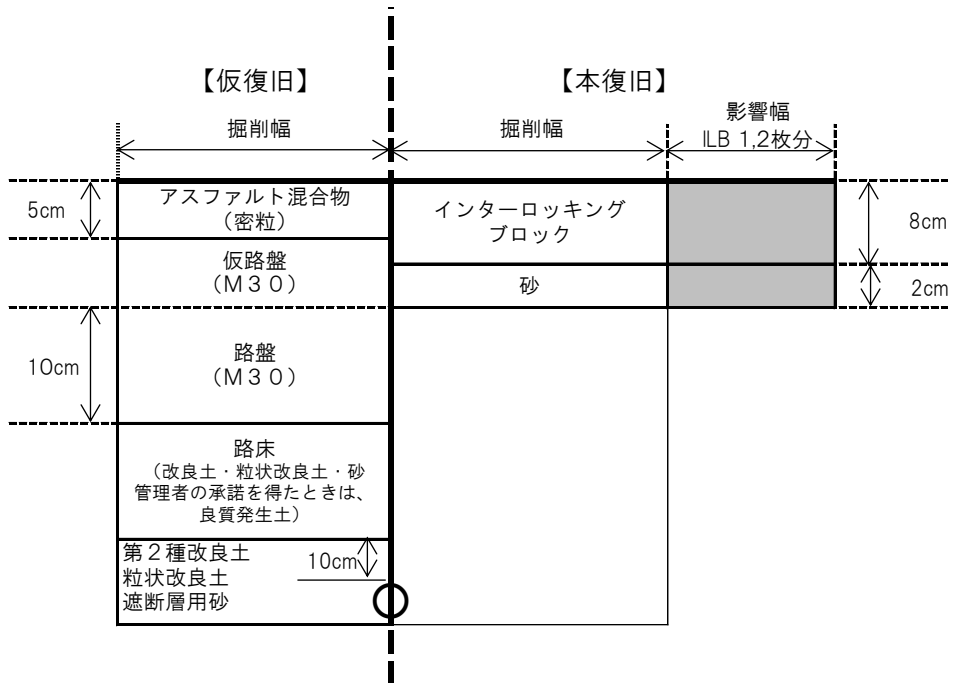 【仮復旧】
【本復旧】
掘削幅
掘削幅
影響幅
ILB 1,2枚分
5cm
アスファルト混合物
（密粒）
インターロッキング
ブロック
8cm
仮路盤
（M30）
砂
2cm
10cm
路盤
（M30）
路床
（改良土・粒状改良土・砂
管理者の承諾を得たときは、
良質発生土）
第２種改良土
粒状改良土
遮断層用砂
10cm